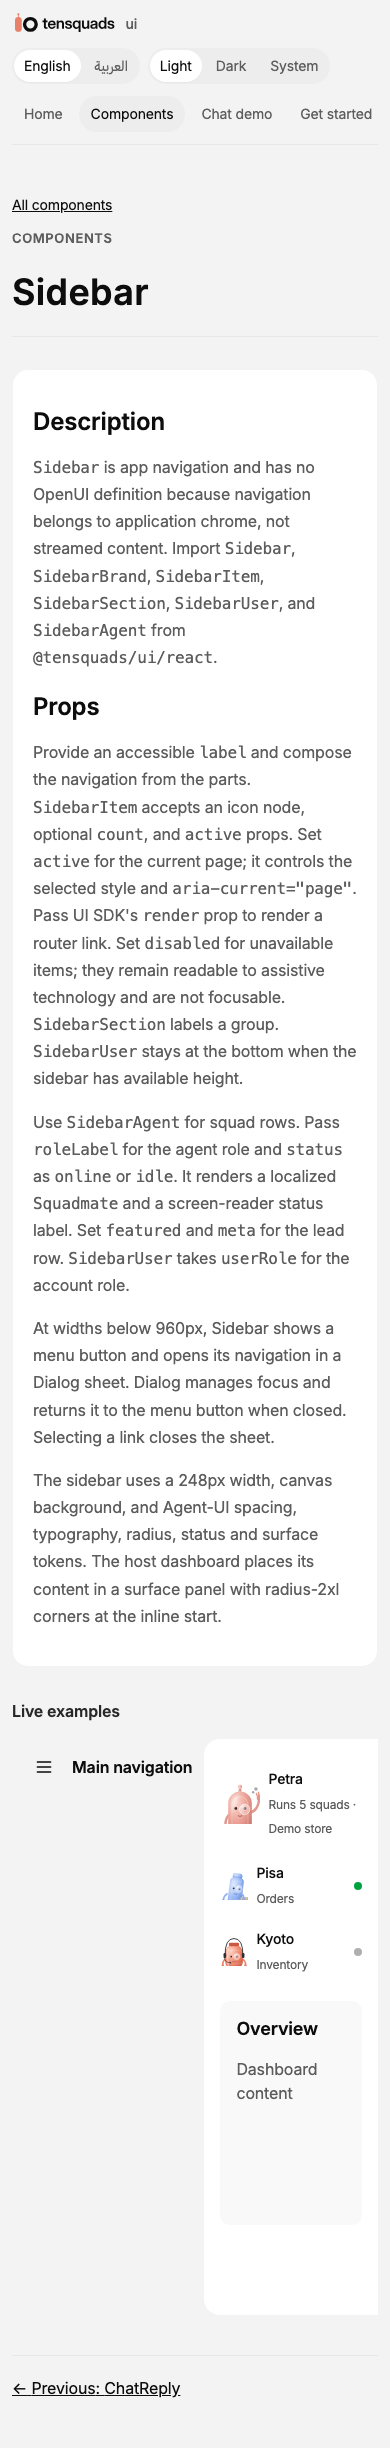 tensquads ui
English العربية Light Dark System
Home Components Chat demo Get started
All components
COMPONENTS
Sidebar
Description
Sidebar is app navigation and has no
OpenUI definition because navigation
belongs to application chrome, not
streamed content. Import Sidebar,
SidebarBrand, SidebarItem,
SidebarSection, SidebarUser, and
SidebarAgent from
@tensquads/ui/react.
Props
Provide an accessible label and compose
the navigation from the parts.
SidebarItem accepts an icon node,
optional count, and active props. Set
active for the current page; it controls the
selected style and aria-current="page".
Pass UI SDK's render prop to render a
router link. Set disabled for unavailable
items; they remain readable to assistive
technology and are not focusable.
SidebarSection labels a group.
SidebarUser stays at the bottom when the
sidebar has available height.
Use SidebarAgent for squad rows. Pass
roleLabel for the agent role and status
as online or idle. It renders a localized
Squadmate and a screen-reader status
label. Set featured and meta for the lead
row. SidebarUser takes userRole for the
account role.
At widths below 960px, Sidebar shows a
menu button and opens its navigation in a
Dialog sheet. Dialog manages focus and
returns it to the menu button when closed.
Selecting a link closes the sheet.
The sidebar uses a 248px width, canvas
background, and Agent-UI spacing,
typography, radius, status and surface
tokens. The host dashboard places its
content in a surface panel with radius-2xl
corners at the inline start.
Live examples
Main navigation
Petra
Runs 5 squads ·
Demo store
Pisa
Orders
Kyoto
Inventory
Overview
Dashboard
content
← Previous: ChatReply